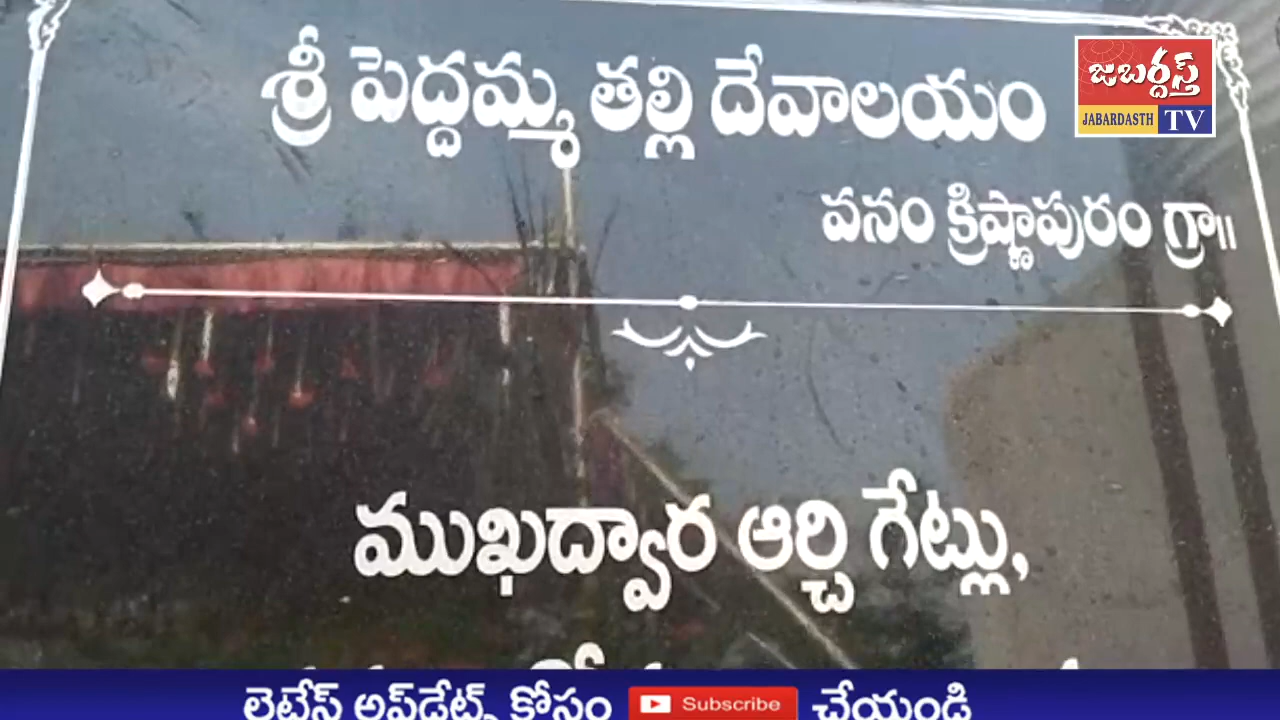 శ్రీ పెద్దమ్మ తల్లి దేవాలయం
జబర్దస్త్
JABARDASTH TV
వనం క్రిష్ణాపురం గ్రా॥
ముఖద్వార ఆర్చి గేట్లు,
లెటేస్ట్ అప్‌డేట్స్ కోసం Subscribe చేయండి